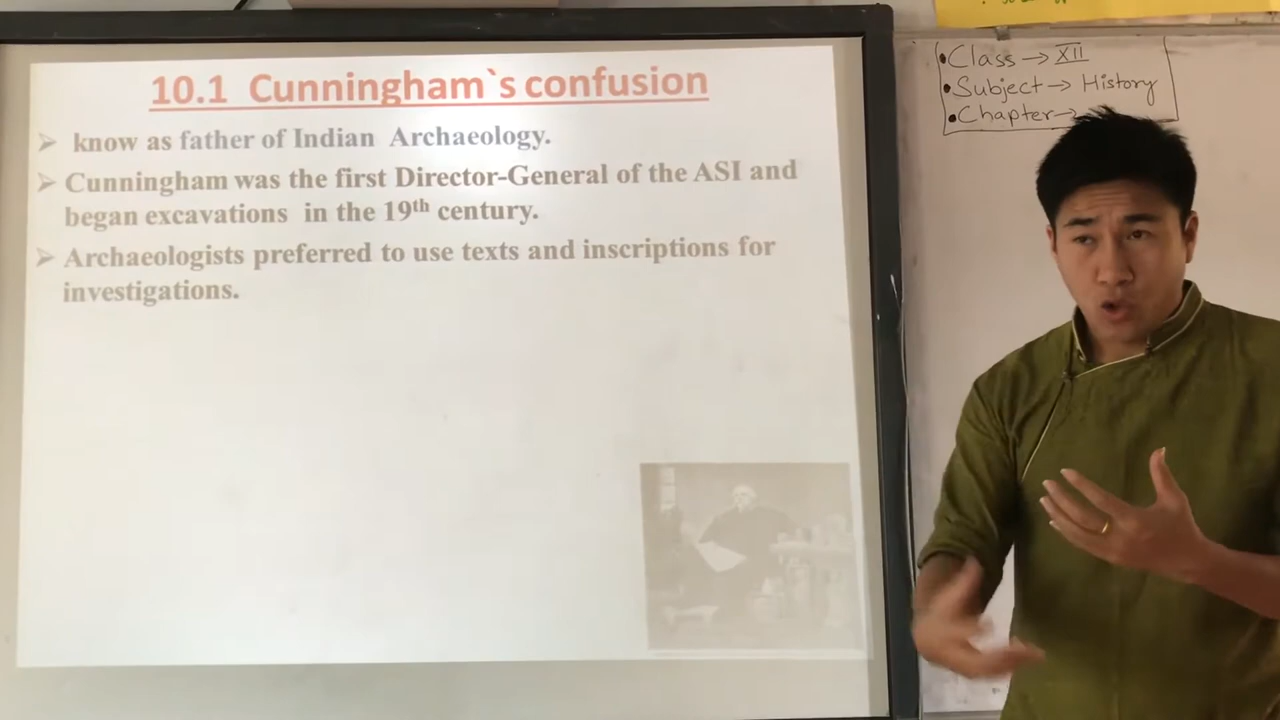 10.1 Cunningham`s confusion
➢ know as father of Indian Archaeology.
➢ Cunningham was the first Director-General of the ASI and
began excavations in the 19th century.
➢ Archaeologists preferred to use texts and inscriptions for
investigations.
• Class → XII
• Subject → History
• Chapter →